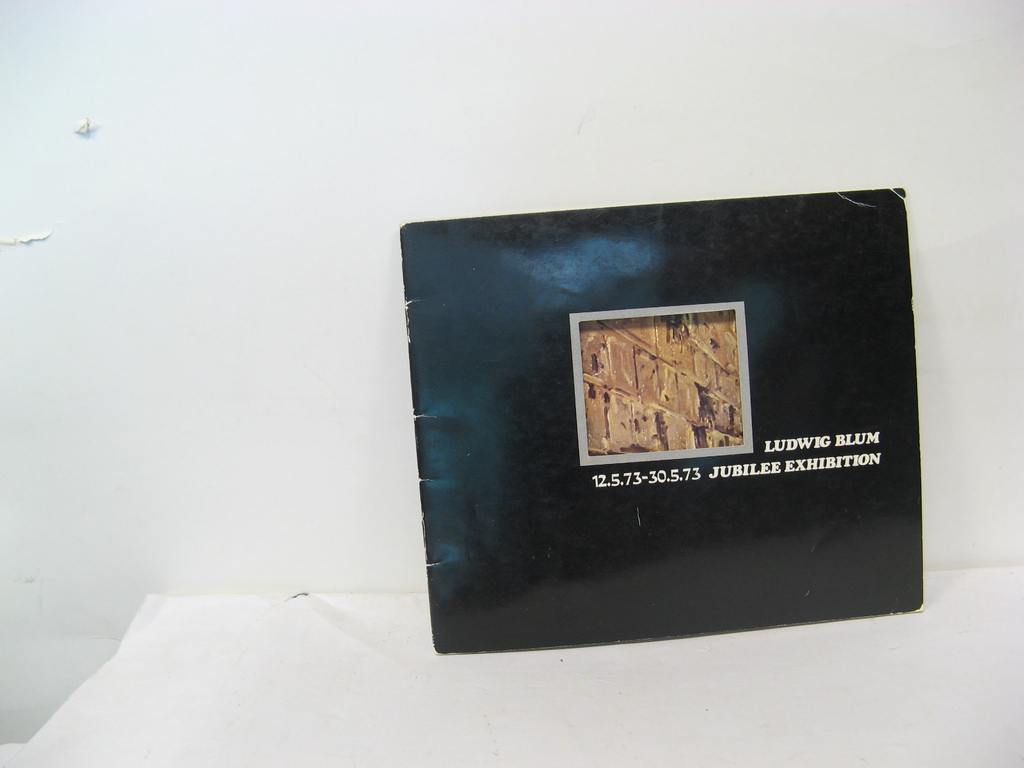 LUDWIG BLUM
12.5.73-30.5.73 JUBILEE EXHIBITION